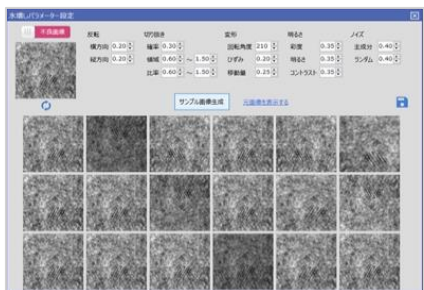 水増しパラメーター設定
不良画像
反転 切り抜き 変形 明るさ ノイズ
横方向 0.20 確率 0.30 回転角度 210 彩度 0.35 主成分 0.40
縦方向 0.20 領域 0.60 ~ 1.50 ひずみ 0.20 明るさ 0.35 ランダム 0.40
比率 0.60 ~ 1.50 移動量 0.25 コントラスト 0.35
サンプル画像生成 元画像を表示する